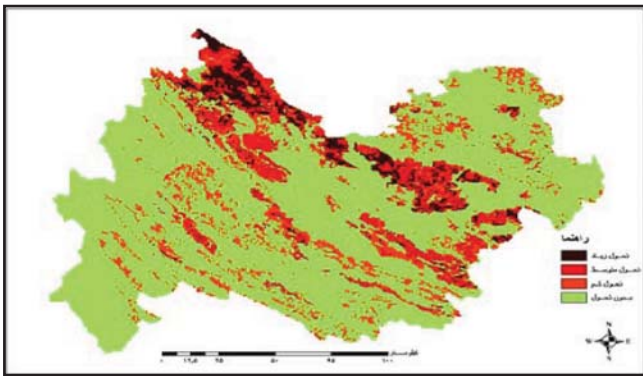 راهنما
تحول زیاد
تحول متوسط
تحول کم
بدون تحول
N
W E
S
کیلومتر
۰ ۱۲٫۵ ۲۵ ۵۰ ۷۵ ۱۰۰